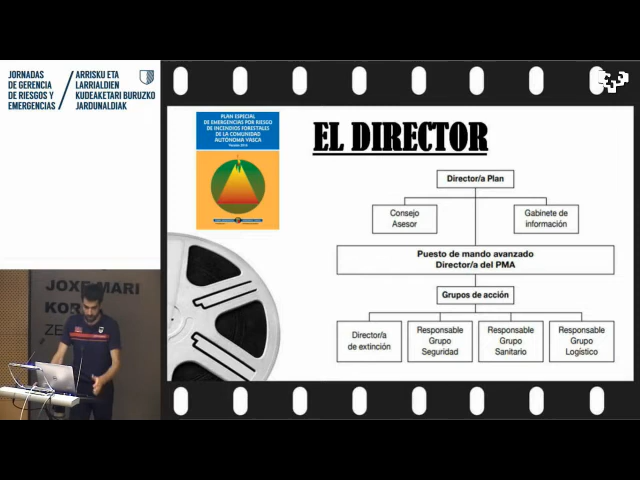 JORNADAS
DE GERENCIA
DE RIESGOS Y
EMERGENCIAS
ARRISKU ETA
LARRIALDIEN
KUDEAKETARI BURUZKO
JARDUNALDIAK
PLAN ESPECIAL
DE EMERGENCIAS POR RIESGO
DE INCENDIOS FORESTALES
DE LA COMUNIDAD
AUTÓNOMA VASCA
EL DIRECTOR
Director/a Plan
Consejo
Asesor
Gabinete de
información
Puesto de mando avanzado
Director/a del PMA
Grupos de acción
Director/a
de extinción
Responsable
Grupo
Seguridad
Responsable
Grupo
Sanitario
Responsable
Grupo
Logístico
JOXE MARI
KOR
ZE